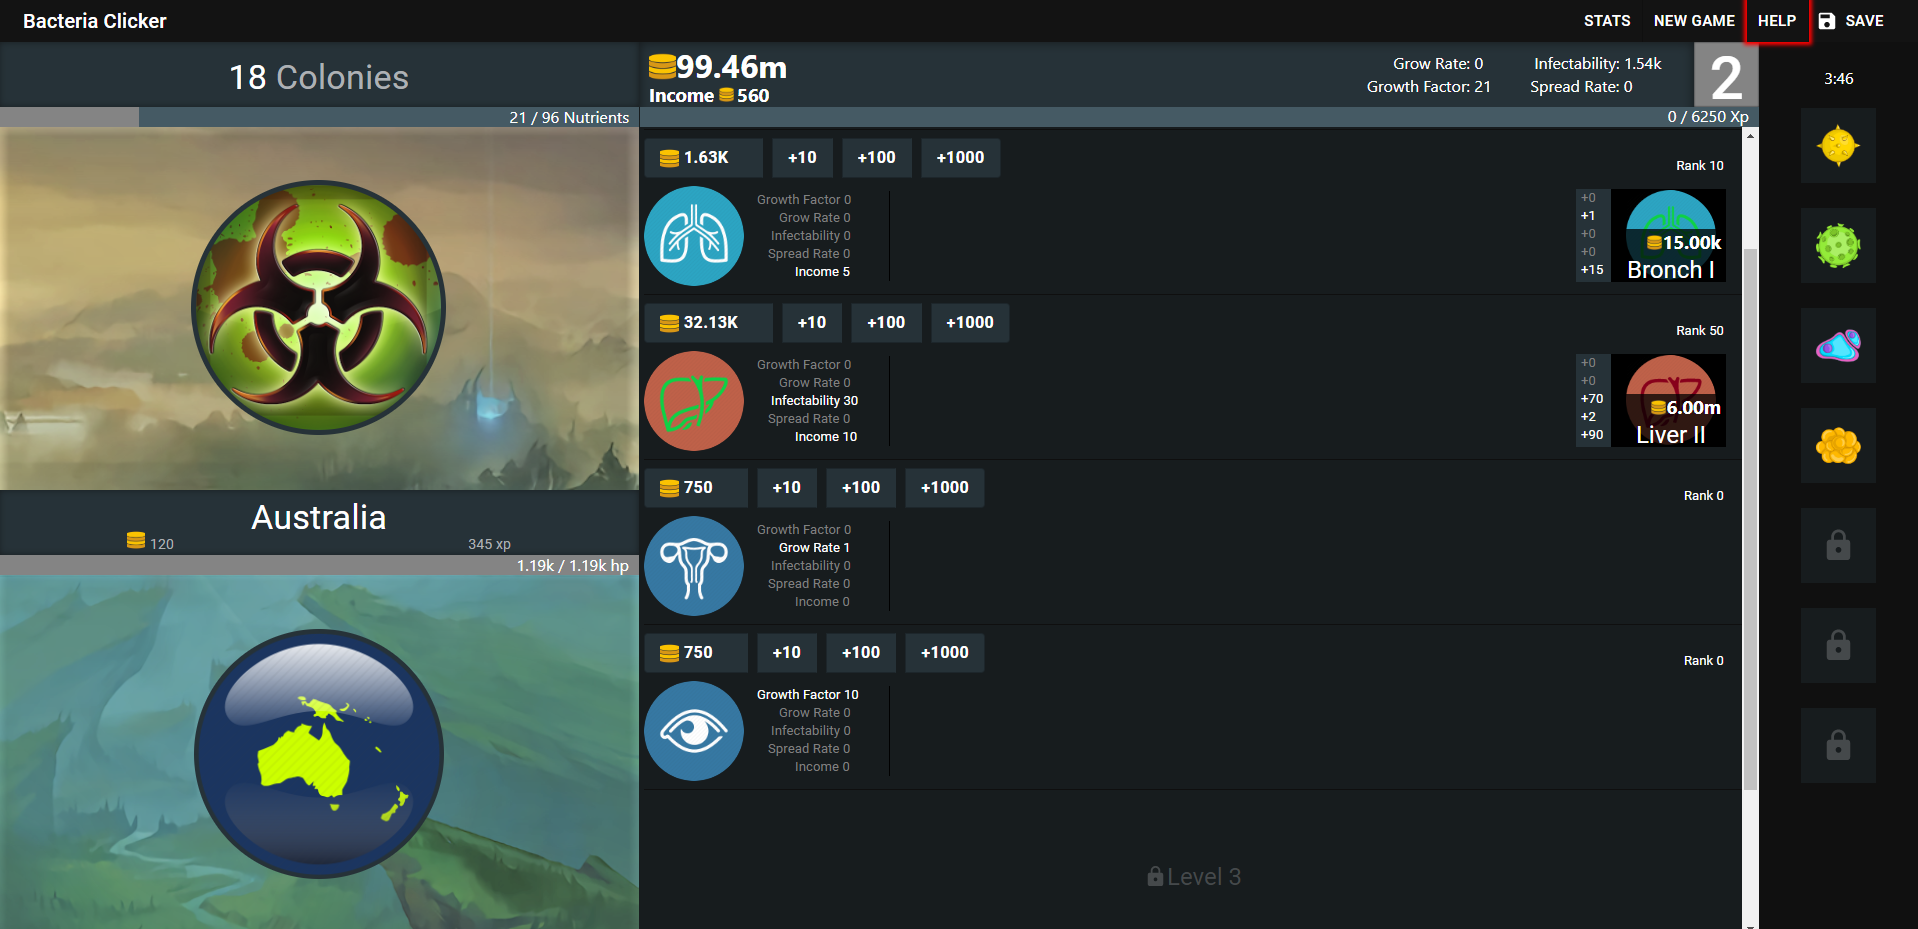 Bacteria Clicker
STATS NEW GAME HELP SAVE
18 Colonies
21 / 96 Nutrients
99.46m
Income 560
Grow Rate: 0 Infectability: 1.54k
Growth Factor: 21 Spread Rate: 0
2
0 / 6250 Xp
3:46
1.63K +10 +100 +1000
Rank 10
Growth Factor 0
Grow Rate 0
Infectability 0
Spread Rate 0
Income 5
+0
+1
+0
+0
+15
15.00k
Bronch I
32.13K +10 +100 +1000
Rank 50
Growth Factor 0
Grow Rate 0
Infectability 30
Spread Rate 0
Income 10
+0
+0
+70
+2
+90
6.00m
Liver II
750 +10 +100 +1000
Rank 0
Growth Factor 0
Grow Rate 1
Infectability 0
Spread Rate 0
Income 0
750 +10 +100 +1000
Rank 0
Growth Factor 10
Grow Rate 0
Infectability 0
Spread Rate 0
Income 0
Level 3
Australia
120 345 xp
1.19k / 1.19k hp